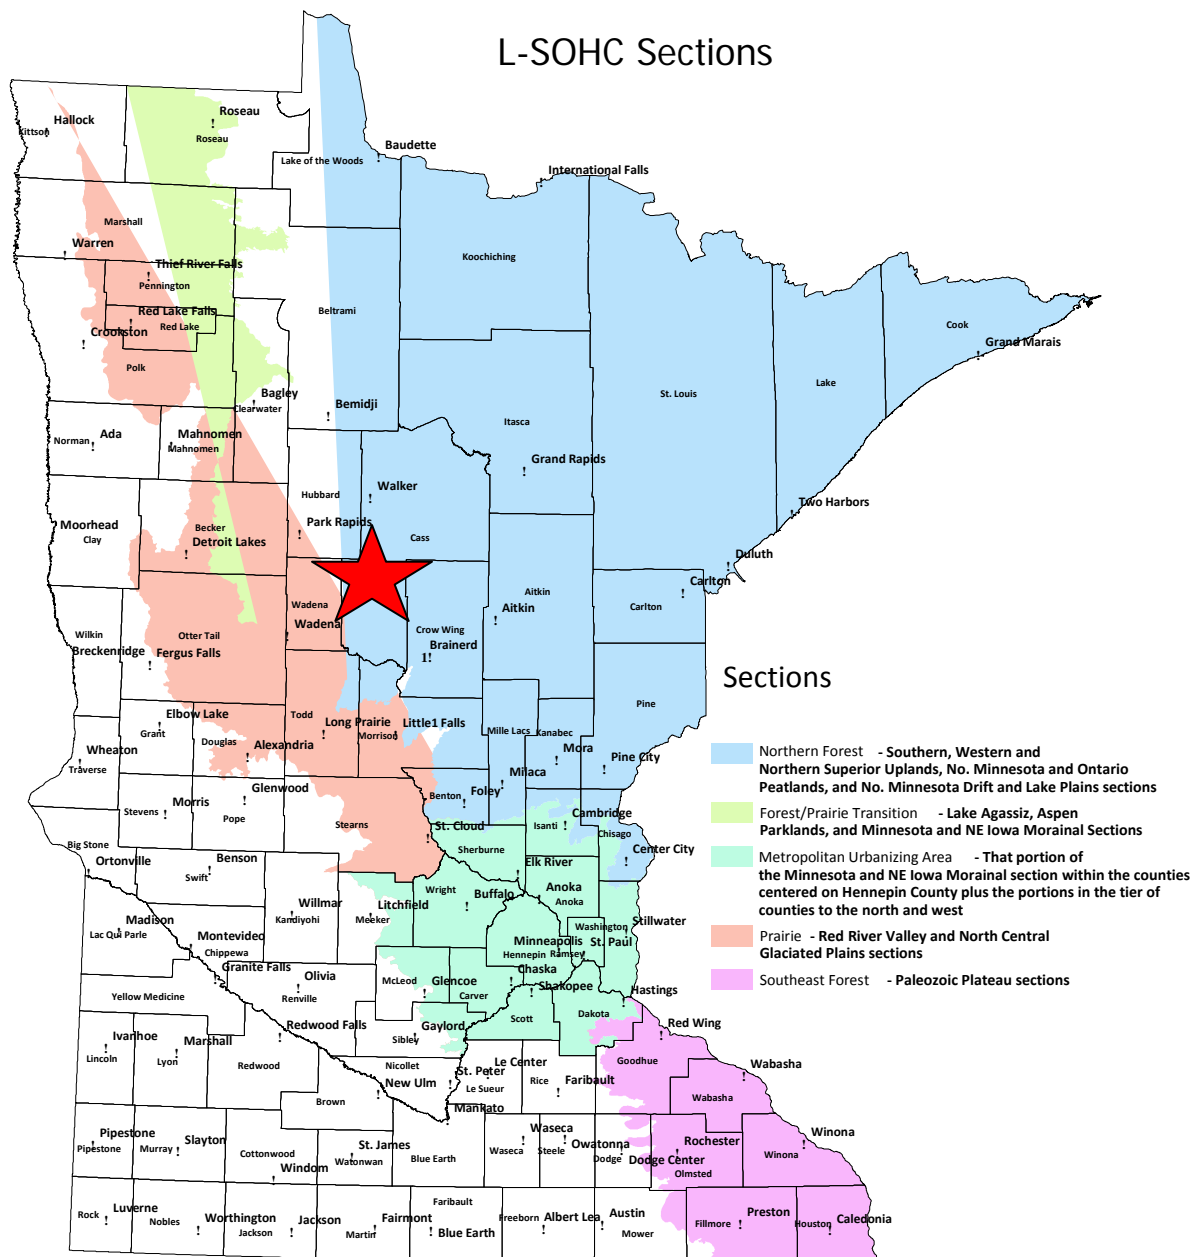 L-SOHC Sections
Hallock
Kittson
Roseau
Roseau
Lake of the Woods
Baudette
International Falls
Marshall
Warren
Thief River Falls
Pennington
Koochiching
Beltrami
Red Lake Falls
Red Lake
Crookston
Polk
Cook
Grand Marais
Lake
St. Louis
Bagley
Clearwater
Bemidji
Itasca
Norman
Ada
Mahnomen
Mahnomen
Grand Rapids
Hubbard
Walker
Two Harbors
Moorhead
Clay
Becker
Detroit Lakes
Park Rapids
Cass
Duluth
Carlton
Carlton
Aitkin
Aitkin
Wadena
Wadena
Crow Wing
Brainerd
1!
Wilkin
Breckenridge
Otter Tail
Fergus Falls
Pine
Sections
Elbow Lake
Grant
Douglas
Alexandria
Todd
Long Prairie
Morrison
Little1 Falls
Mille Lacs
Kanabec
Mora
Pine City
Wheaton
Traverse
Glenwood
Milaca
Northern Forest - Southern, Western and
Northern Superior Uplands, No. Minnesota and Ontario
Peatlands, and No. Minnesota Drift and Lake Plains sections
Forest/Prairie Transition - Lake Agassiz, Aspen
Parklands, and Minnesota and NE Iowa Morainal Sections
Metropolitan Urbanizing Area - That portion of
the Minnesota and NE Iowa Morainal section within the counties
centered on Hennepin County plus the portions in the tier of
counties to the north and west
Prairie - Red River Valley and North Central
Glaciated Plains sections
Southeast Forest - Paleozoic Plateau sections
Stevens
Morris
Pope
Stearns
Benton
Foley
St. Cloud
Isanti
Cambridge
Chisago
Center City
Sherburne
Big Stone
Ortonville
Benson
Swift
Elk River
Wright
Buffalo
Anoka
Anoka
Willmar
Kandiyohi
Litchfield
Meeker
Stillwater
Washington
Madison
Lac Qui Parle
Montevideo
Chippewa
Minneapolis
St. Paul
Hennepin
Ramsey
Granite Falls
Olivia
Renville
McLeod
Glencoe
Carver
Chaska
Shakopee
Hastings
Yellow Medicine
Scott
Dakota
Redwood Falls
Gaylord
Sibley
Red Wing
Ivanhoe
Lincoln
Marshall
Lyon
Redwood
Nicollet
New Ulm
St. Peter
Le Center
Le Sueur
Rice
Faribault
Goodhue
Wabasha
Wabasha
Brown
Mankato
Pipestone
Pipestone
Murray
Slayton
Cottonwood
Windom
St. James
Watonwan
Blue Earth
Waseca
Waseca
Steele
Owatonna
Dodge
Dodge Center
Rochester
Olmsted
Winona
Winona
Rock
Luverne
Nobles
Worthington
Jackson
Jackson
Martin
Fairmont
Faribault
Blue Earth
Freeborn
Albert Lea
Austin
Mower
Fillmore
Preston
Houston
Caledonia